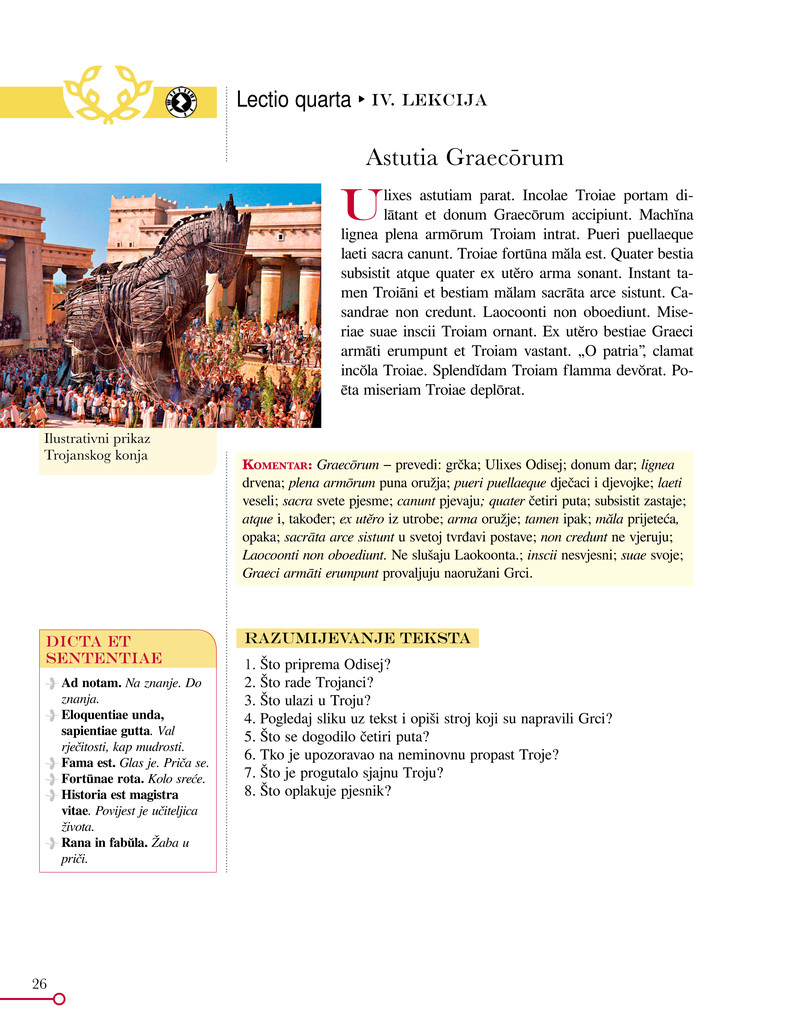 Lectio quarta ▸ IV. LEKCIJA
Astutia Graecōrum
Ulixes astutiam parat. Incolae Troiae portam di-
lātant et donum Graecōrum accipiunt. Machĭna
lignea plena armōrum Troiam intrat. Pueri puellaeque
laeti sacra canunt. Troiae fortūna măla est. Quater bestia
subsistit atque quater ex utĕro arma sonant. Instant ta-
men Troiāni et bestiam mălam sacrāta arce sistunt. Ca-
sandrae non credunt. Laocoonti non oboediunt. Mise-
riae suae inscii Troiam ornant. Ex utĕro bestiae Graeci
armāti erumpunt et Troiam vastant. „O patria”, clamat
incŏla Troiae. Splendĭdam Troiam flamma devŏrat. Po-
ēta miseriam Troiae deplōrat.
Ilustrativni prikaz
Trojanskog konja
KOMENTAR: Graecōrum – prevedi: grčka; Ulixes Odisej; donum dar; lignea
drvena; plena armōrum puna oružja; pueri puellaeque dječaci i djevojke; laeti
veseli; sacra svete pjesme; canunt pjevaju; quater četiri puta; subsistit zastaje;
atque i, također; ex utĕro iz utrobe; arma oružje; tamen ipak; măla prijeteća,
opaka; sacrāta arce sistunt u svetoj tvrđavi postave; non credunt ne vjeruju;
Laocoonti non oboediunt. Ne slušaju Laokoonta.; inscii nesvjesni; suae svoje;
Graeci armāti erumpunt provaljuju naoružani Grci.
DICTA ET
SENTENTIAE
Ad notam. Na znanje. Do
znanja.
Eloquentiae unda,
sapientiae gutta. Val
rječitosti, kap mudrosti.
Fama est. Glas je. Priča se.
Fortūnae rota. Kolo sreće.
Historia est magistra
vitae. Povijest je učiteljica
života.
Rana in fabŭla. Žaba u
priči.
RAZUMIJEVANJE TEKSTA
1. Što priprema Odisej?
2. Što rade Trojanci?
3. Što ulazi u Troju?
4. Pogledaj sliku uz tekst i opiši stroj koji su napravili Grci?
5. Što se dogodilo četiri puta?
6. Tko je upozoravao na neminovnu propast Troje?
7. Što je progutalo sjajnu Troju?
8. Što oplakuje pjesnik?
26